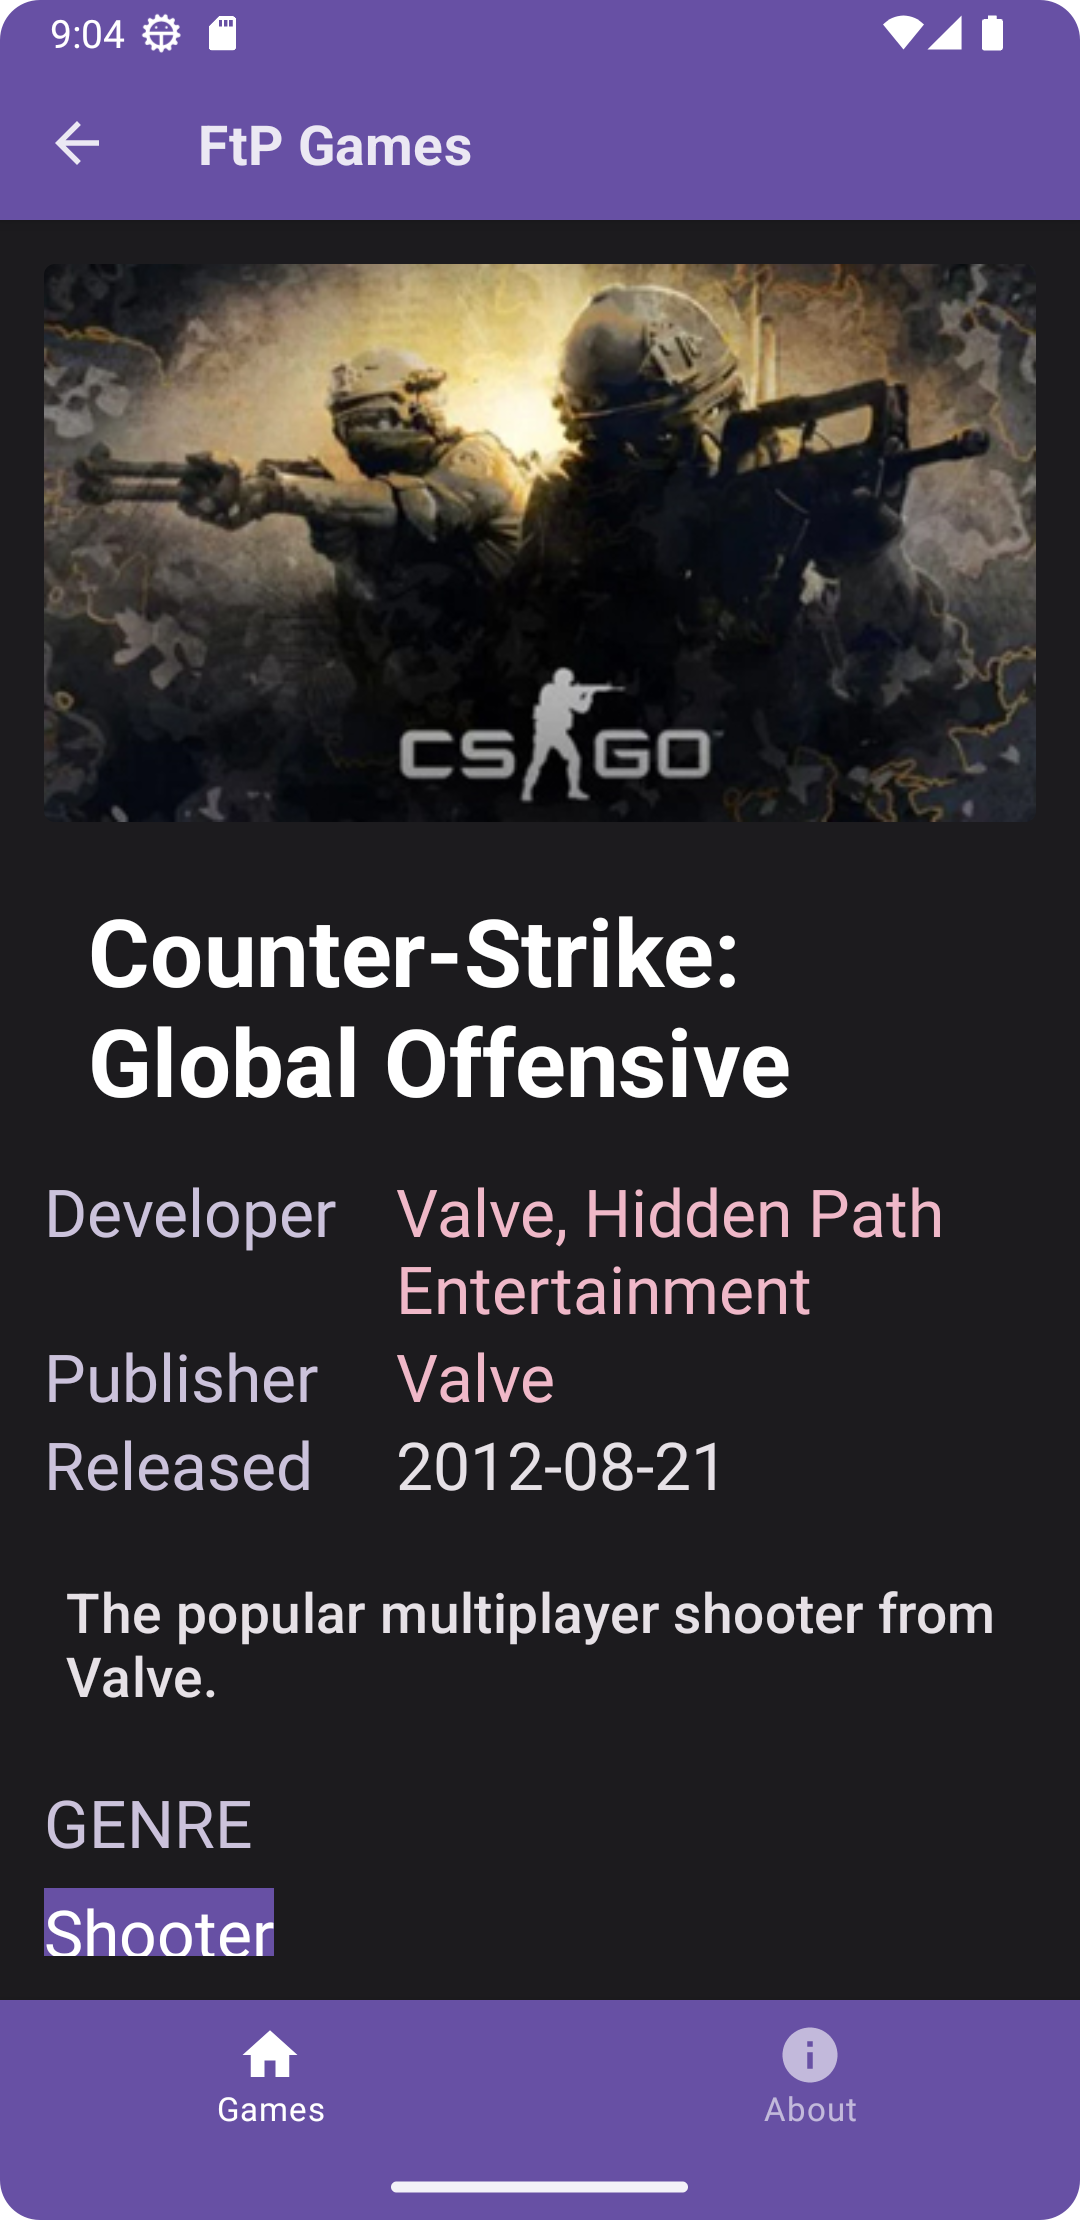 9:04
FtP Games
CS GO
Counter-Strike:
Global Offensive
Developer Valve, Hidden Path
Entertainment
Publisher Valve
Released 2012-08-21
The popular multiplayer shooter from
Valve.
GENRE
Shooter
Games About